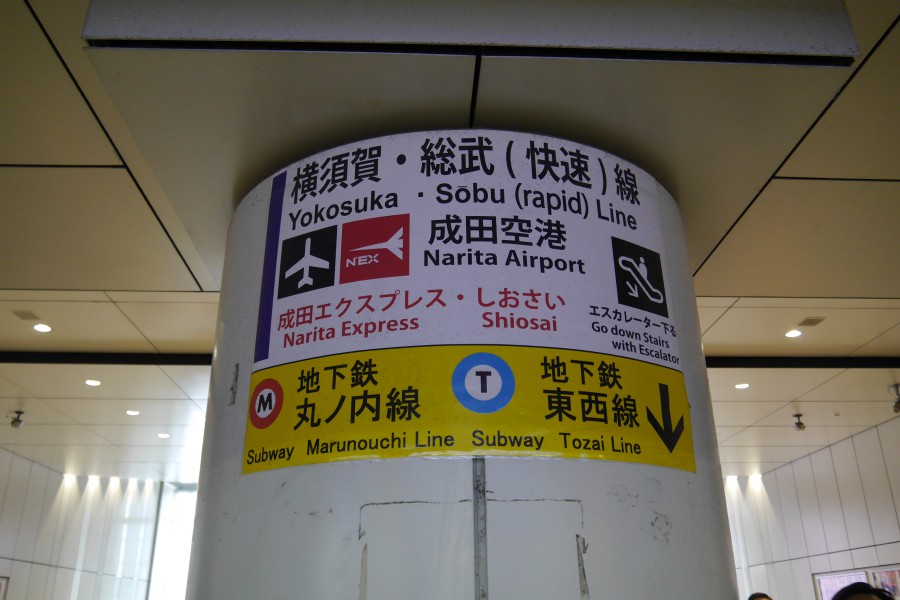 横須賀・総武(快速)線
Yokosuka・Sōbu (rapid) Line
成田空港
NEX
Narita Airport
成田エクスプレス・しおさい
Narita Express Shiosai
エスカレーター下る
Go down Stairs
with Escalator
M 地下鉄
丸ノ内線
Subway Marunouchi Line
T 地下鉄
東西線
Subway Tozai Line